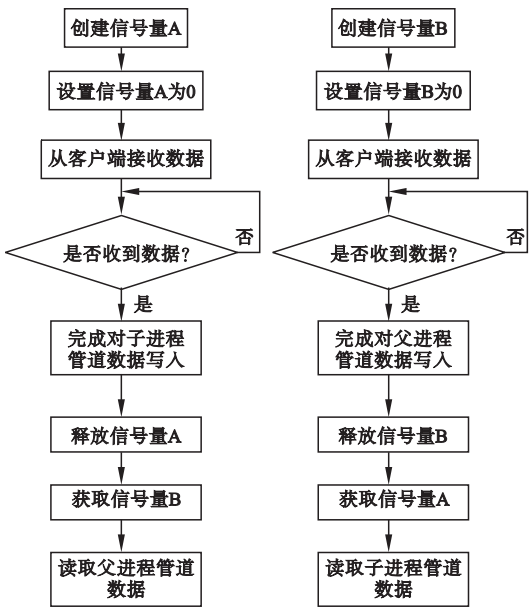 创建信号量A
设置信号量A为0
从客户端接收数据
否
是否收到数据?
是
完成对子进程
管道数据写入
释放信号量A
获取信号量B
读取父进程管道
数据
创建信号量B
设置信号量B为0
从客户端接收数据
否
是否收到数据?
是
完成对父进程
管道数据写入
释放信号量B
获取信号量A
读取子进程管道
数据